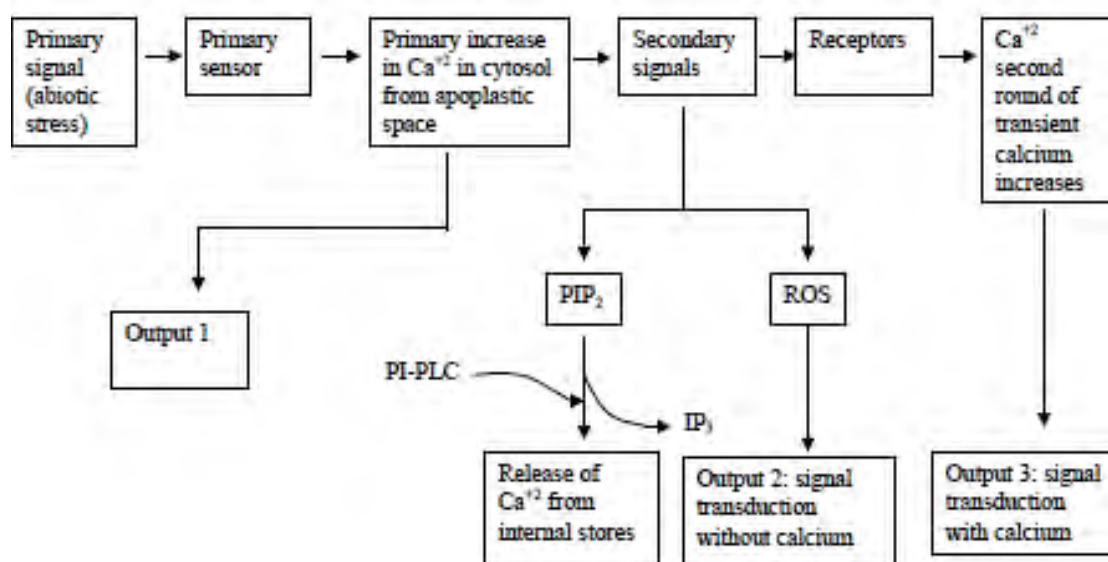 Primary
signal
(abiotic
stress)
Primary
sensor
Primary increase
in Ca⁺² in cytosol
from apoplastic
space
Secondary
signals
Receptors
Ca⁺²
second
round of
transient
calcium
increases
Output 1
PIP₂
ROS
PI-PLC
IP₃
Release of
Ca⁺² from
internal stores
Output 2: signal
transduction
without calcium
Output 3: signal
transduction
with calcium